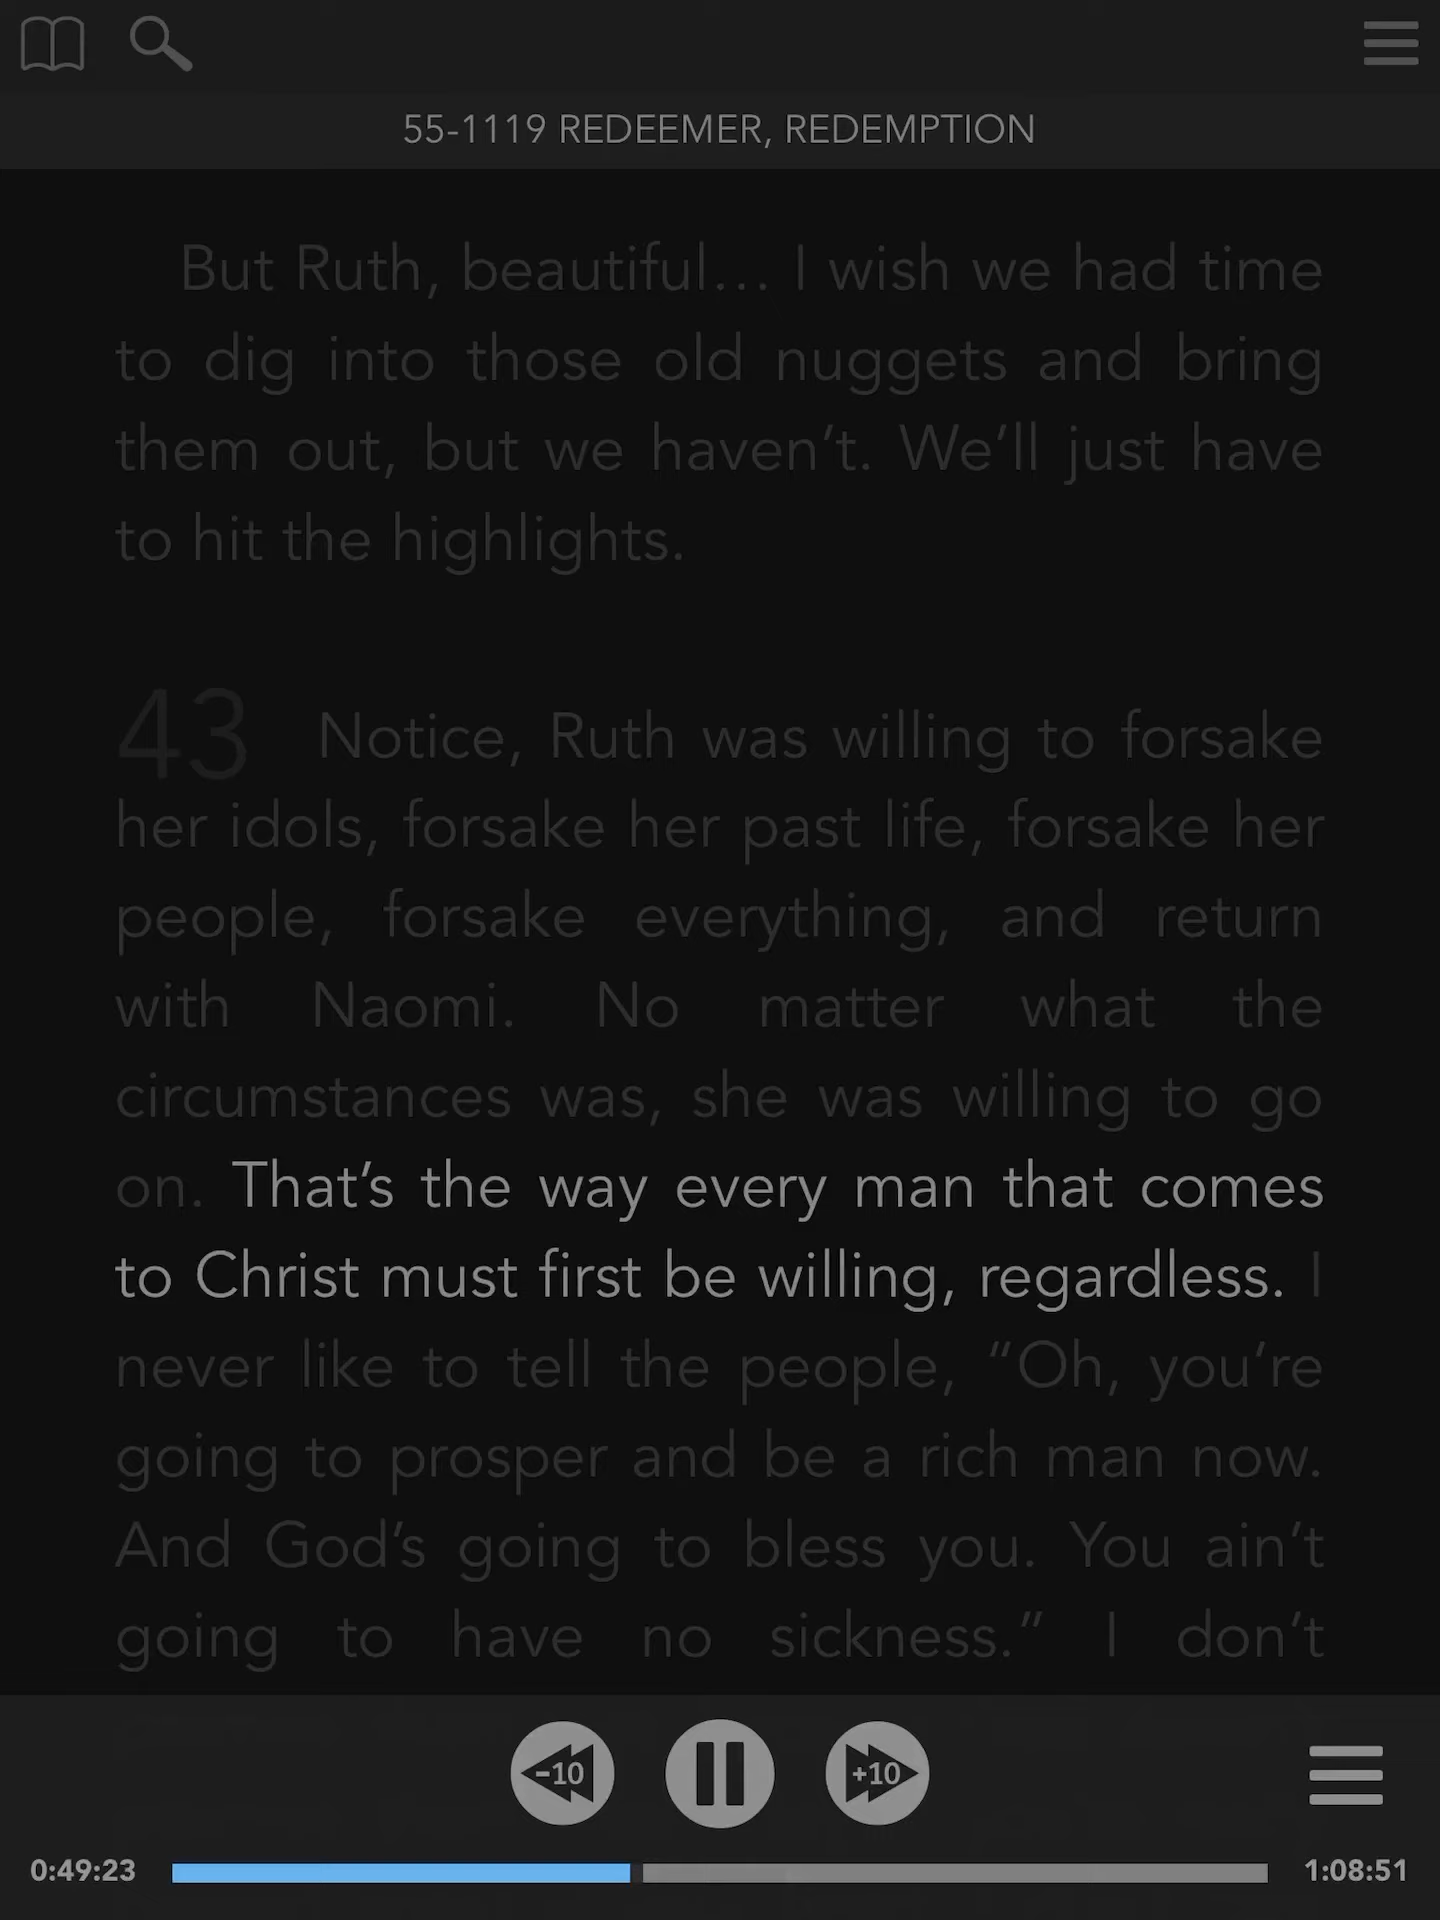 55-1119 REDEEMER, REDEMPTION
But Ruth, beautiful… I wish we had time
to dig into those old nuggets and bring
them out, but we haven’t. We’ll just have
to hit the highlights.
43 Notice, Ruth was willing to forsake
her idols, forsake her past life, forsake her
people, forsake everything, and return
with Naomi. No matter what the
circumstances was, she was willing to go
on. That’s the way every man that comes
to Christ must first be willing, regardless. I
never like to tell the people, “Oh, you’re
going to prosper and be a rich man now.
And God’s going to bless you. You ain’t
going to have no sickness.” I don’t
-10 +10
0:49:23 1:08:51